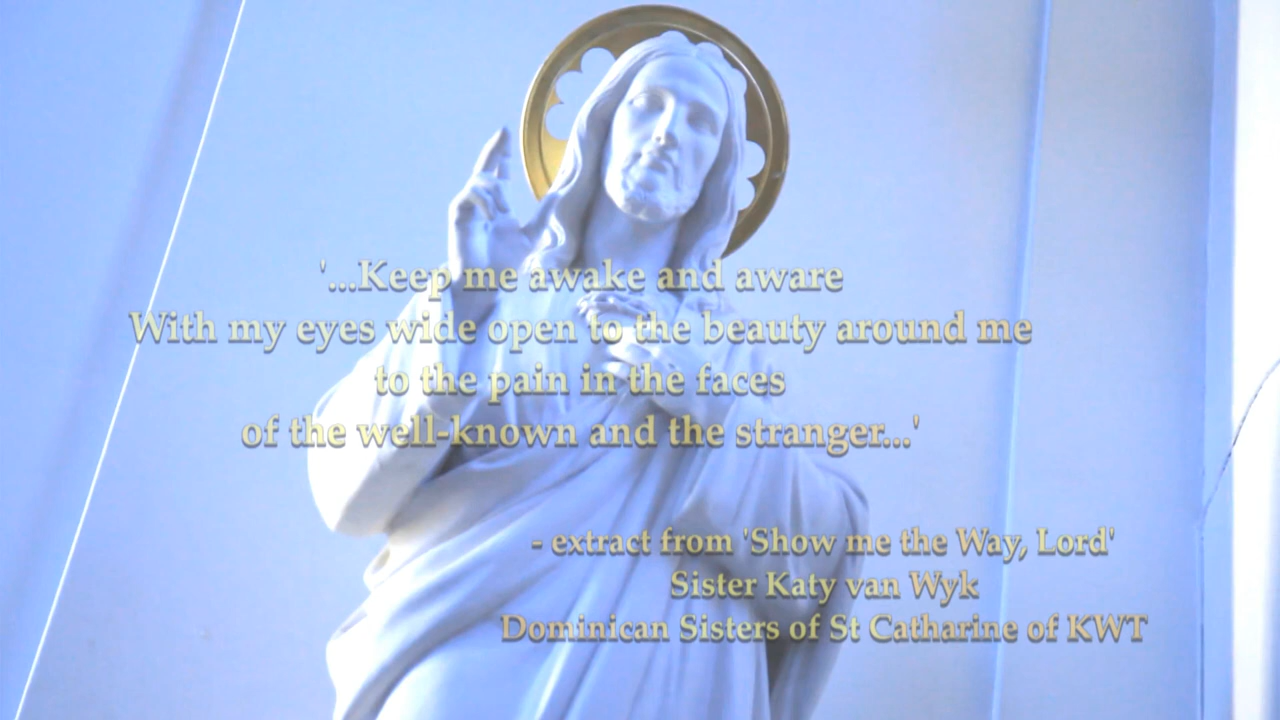 '...Keep me awake and aware
With my eyes wide open to the beauty around me
to the pain in the faces
of the well-known and the stranger...'
- extract from 'Show me the Way, Lord'
Sister Katy van Wyk
Dominican Sisters of St Catharine of KWT